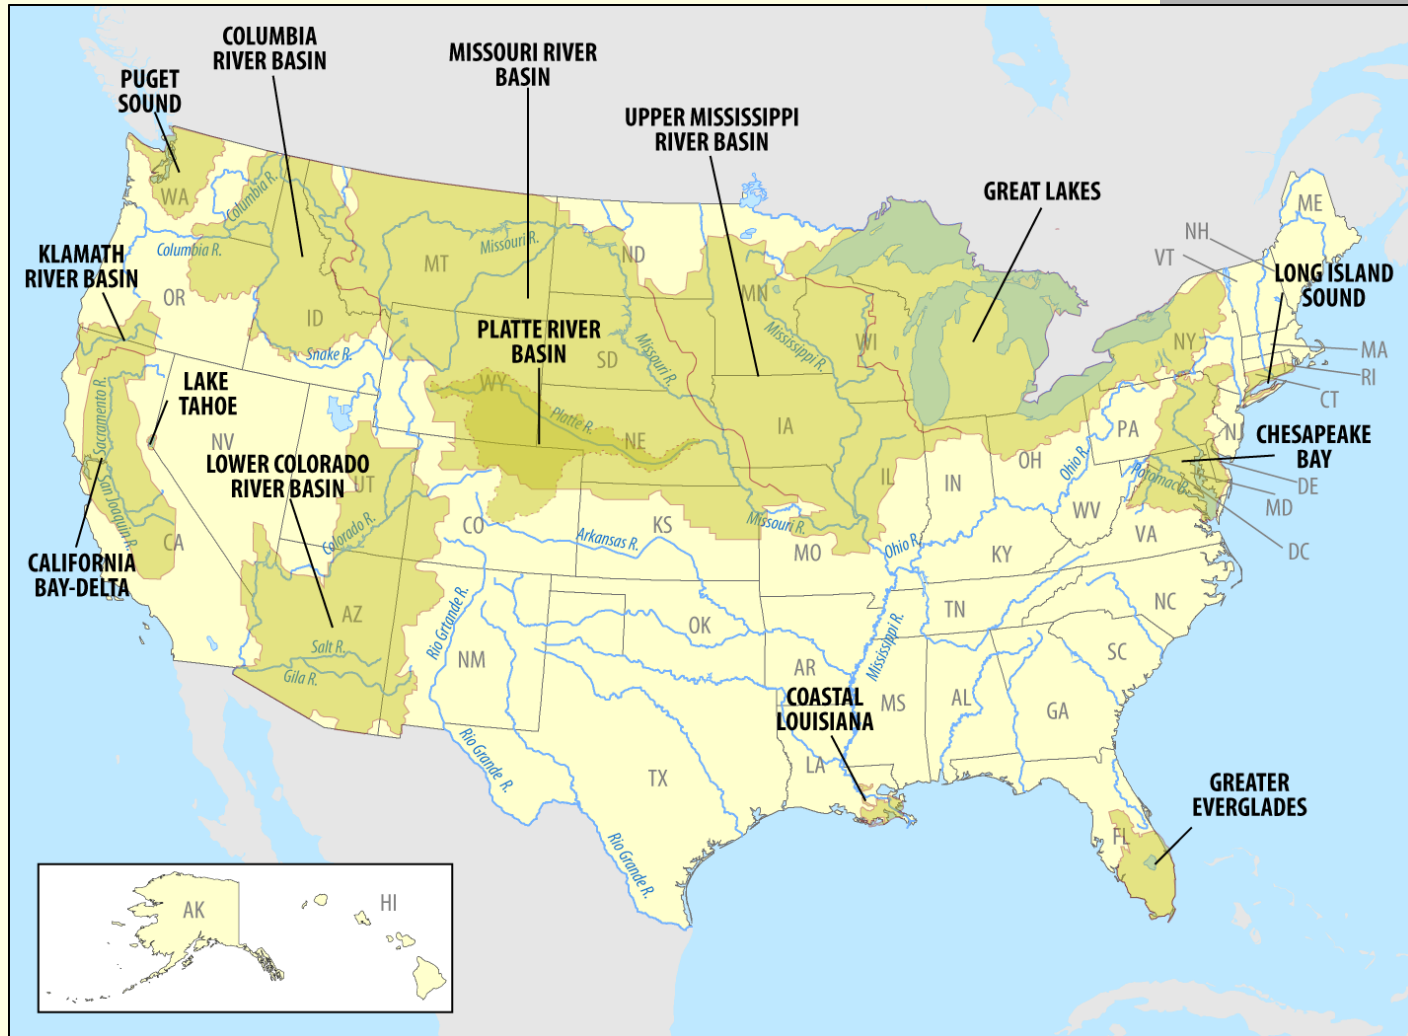 COLUMBIA
RIVER BASIN
MISSOURI RIVER
BASIN
PUGET
SOUND
UPPER MISSISSIPPI
RIVER BASIN
GREAT LAKES
WA
Columbia R.
Columbia R.
ME
NH
VT
KLAMATH
RIVER BASIN
LONG ISLAND
SOUND
MT
Missouri R.
ND
MN
OR
ID
Snake R.
PLATTE RIVER
BASIN
SD
Missouri R.
Mississippi R.
WI
NY
MA
RI
CT
LAKE
TAHOE
WY
Platte R.
NE
IA
Sacramento R.
NV
PA
NJ
CHESAPEAKE
BAY
LOWER COLORADO
RIVER BASIN
UT
IL
IN
OH
Ohio R.
Potomac R.
DE
MD
DC
San Joaquin R.
CA
Colorado R.
CO
Arkansas R.
KS
Missouri R.
MO
Ohio R.
KY
WV
VA
CALIFORNIA
BAY-DELTA
AZ
Salt R.
Gila R.
Rio Grtande R.
NM
OK
AR
TN
Mississippi R.
NC
SC
COASTAL
LOUISIANA
MS
AL
GA
Rio Grande R.
TX
LA
GREATER
EVERGLADES
FL
Rio Grande R.
AK
HI